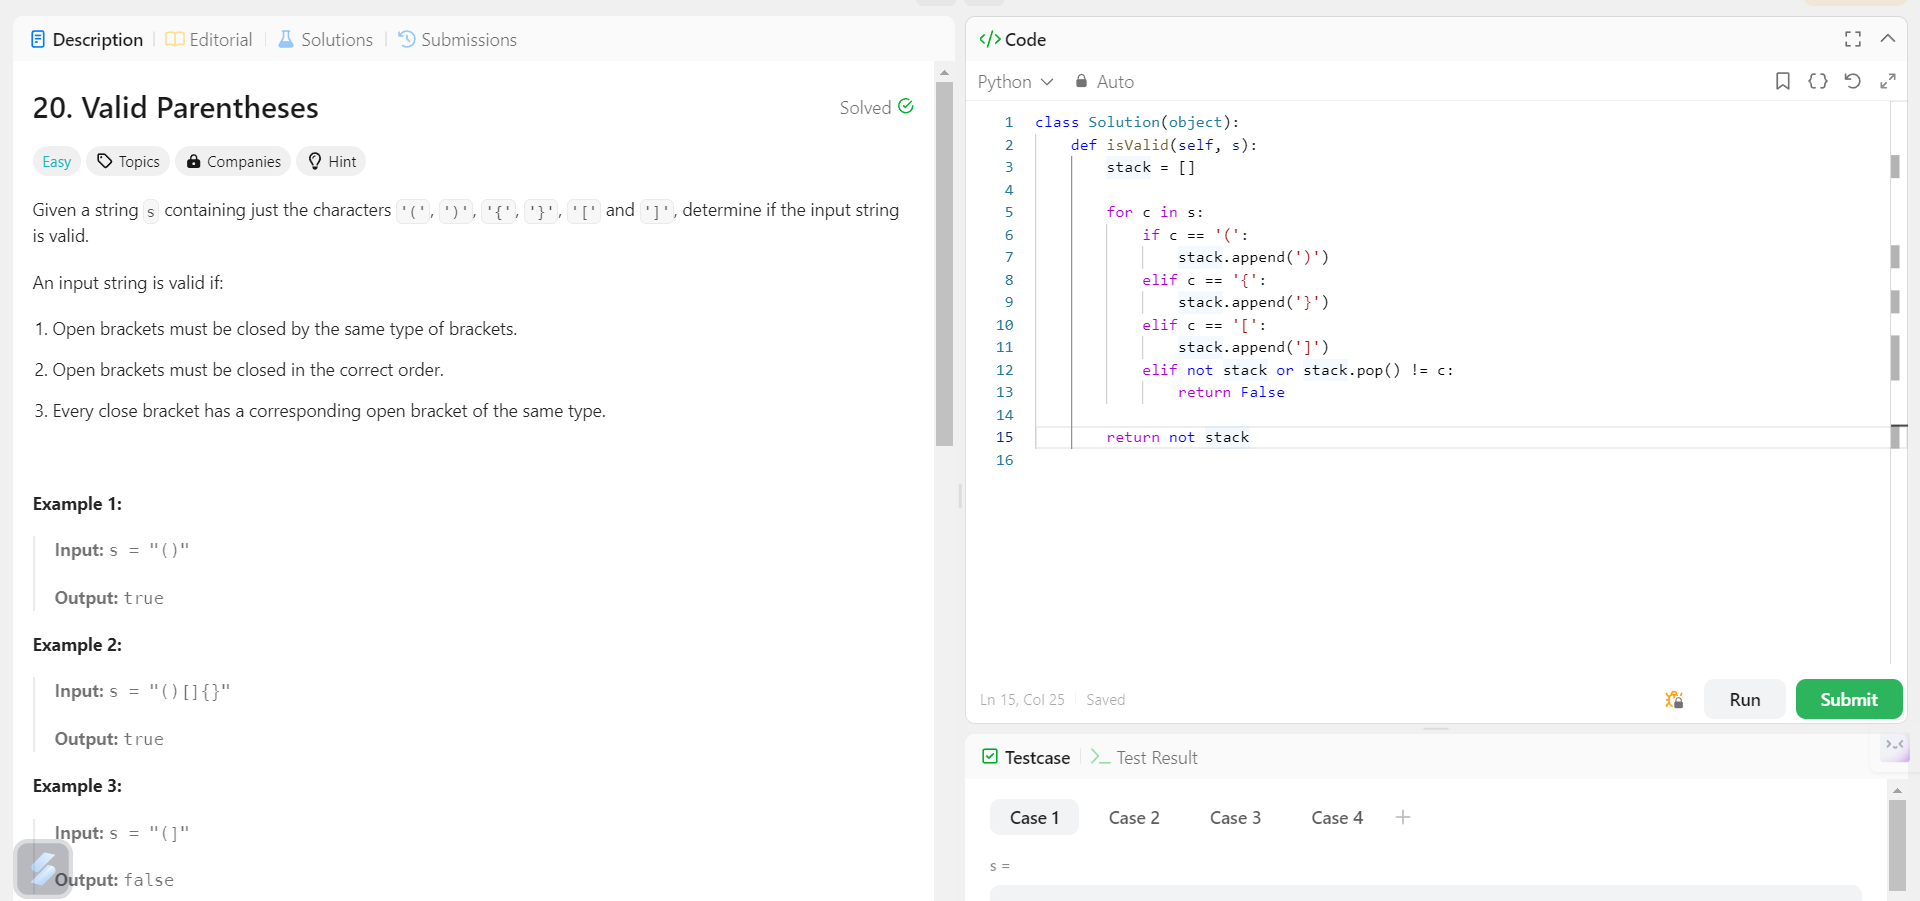 Description
Editorial
Solutions
Submissions
20. Valid Parentheses
Solved
Easy
Topics
Companies
Hint
Given a string s containing just the characters '(', ')', '{', '}', '[' and ']', determine if the input string
is valid.
An input string is valid if:
1. Open brackets must be closed by the same type of brackets.
2. Open brackets must be closed in the correct order.
3. Every close bracket has a corresponding open bracket of the same type.
Example 1:
Input: s = "()"
Output: true
Example 2:
Input: s = "()[]{}"
Output: true
Example 3:
Input: s = "(]"
Output: false
</> Code
Python
Auto
1 class Solution(object):
2     def isValid(self, s):
3         stack = []
4
5         for c in s:
6             if c == '(':
7                 stack.append(')')
8             elif c == '{':
9                 stack.append('}')
10             elif c == '[':
11                 stack.append(']')
12             elif not stack or stack.pop() != c:
13                 return False
14
15         return not stack
16
Ln 15, Col 25
Saved
Run
Submit
Testcase
>_ Test Result
Case 1
Case 2
Case 3
Case 4
+
s =